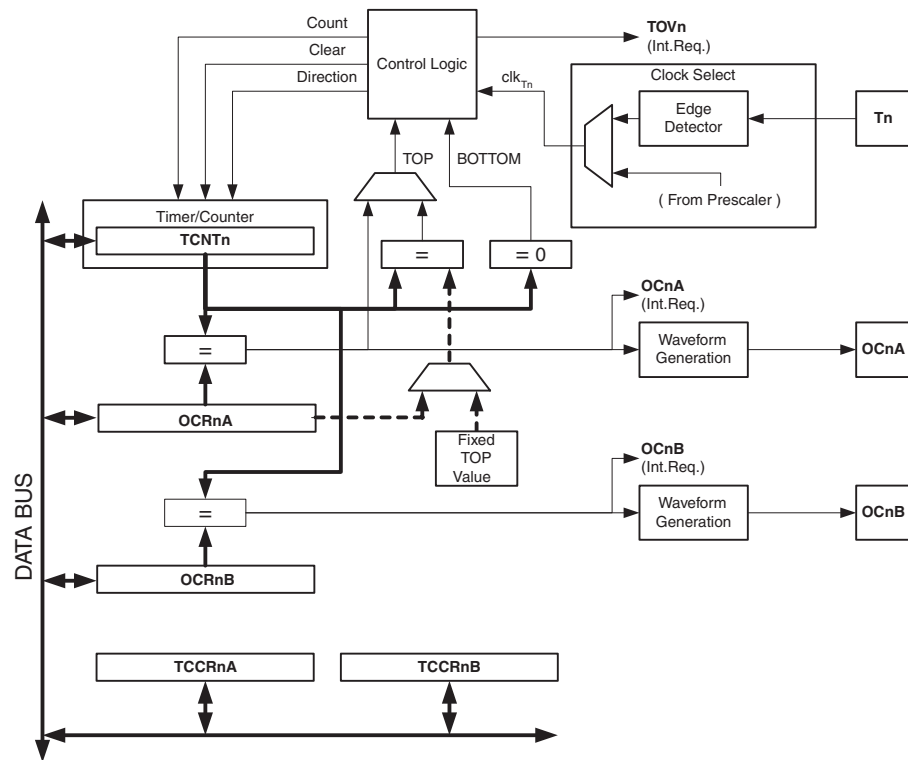 Count
Clear
Direction
Control Logic
TOVn
(Int.Req.)
clkTn
Clock Select
Edge
Detector
Tn
( From Prescaler )
TOP
BOTTOM
Timer/Counter
TCNTn
=
= 0
OCnA
(Int.Req.)
=
Waveform
Generation
OCnA
OCRnA
Fixed
TOP
Value
OCnB
(Int.Req.)
=
Waveform
Generation
OCnB
OCRnB
DATA BUS
TCCRnA
TCCRnB